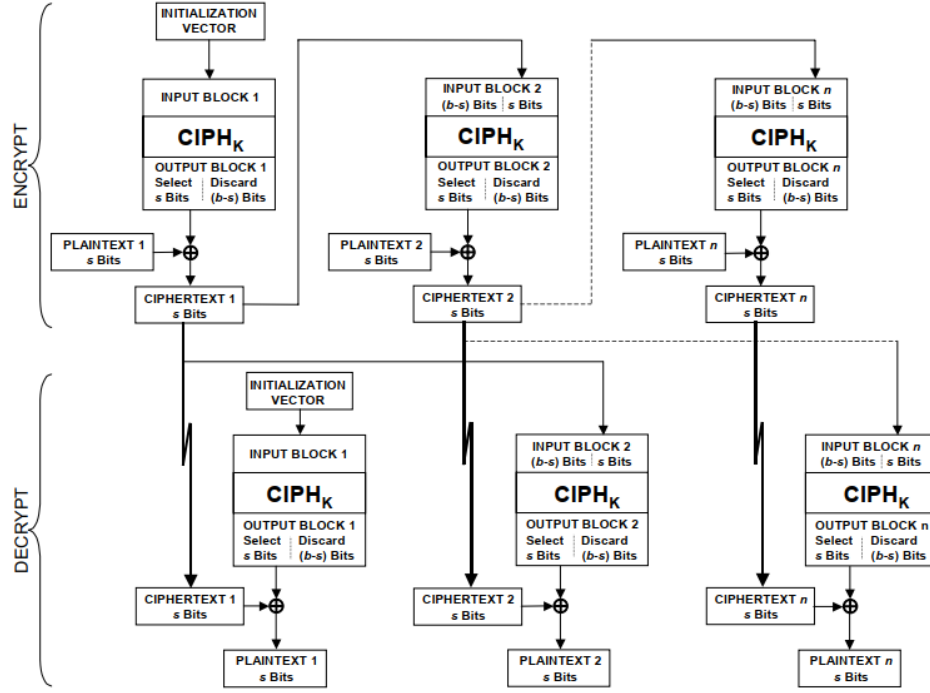 ENCRYPT
INITIALIZATION
VECTOR
INPUT BLOCK 1
CIPHK
OUTPUT BLOCK 1
Select Discard
s Bits (b-s) Bits
PLAINTEXT 1
s Bits
CIPHERTEXT 1
s Bits
INPUT BLOCK 2
(b-s) Bits s Bits
CIPHK
OUTPUT BLOCK 2
Select Discard
s Bits (b-s) Bits
PLAINTEXT 2
s Bits
CIPHERTEXT 2
s Bits
INPUT BLOCK n
(b-s) Bits s Bits
CIPHK
OUTPUT BLOCK n
Select Discard
s Bits (b-s) Bits
PLAINTEXT n
s Bits
CIPHERTEXT n
s Bits
DECRYPT
INITIALIZATION
VECTOR
INPUT BLOCK 1
CIPHK
OUTPUT BLOCK 1
Select Discard
s Bits (b-s) Bits
CIPHERTEXT 1
s Bits
PLAINTEXT 1
s Bits
INPUT BLOCK 2
(b-s) Bits s Bits
CIPHK
OUTPUT BLOCK 2
Select Discard
s Bits (b-s) Bits
CIPHERTEXT 2
s Bits
PLAINTEXT 2
s Bits
INPUT BLOCK n
(b-s) Bits s Bits
CIPHK
OUTPUT BLOCK n
Select Discard
s Bits (b-s) Bits
CIPHERTEXT n
s Bits
PLAINTEXT n
s Bits